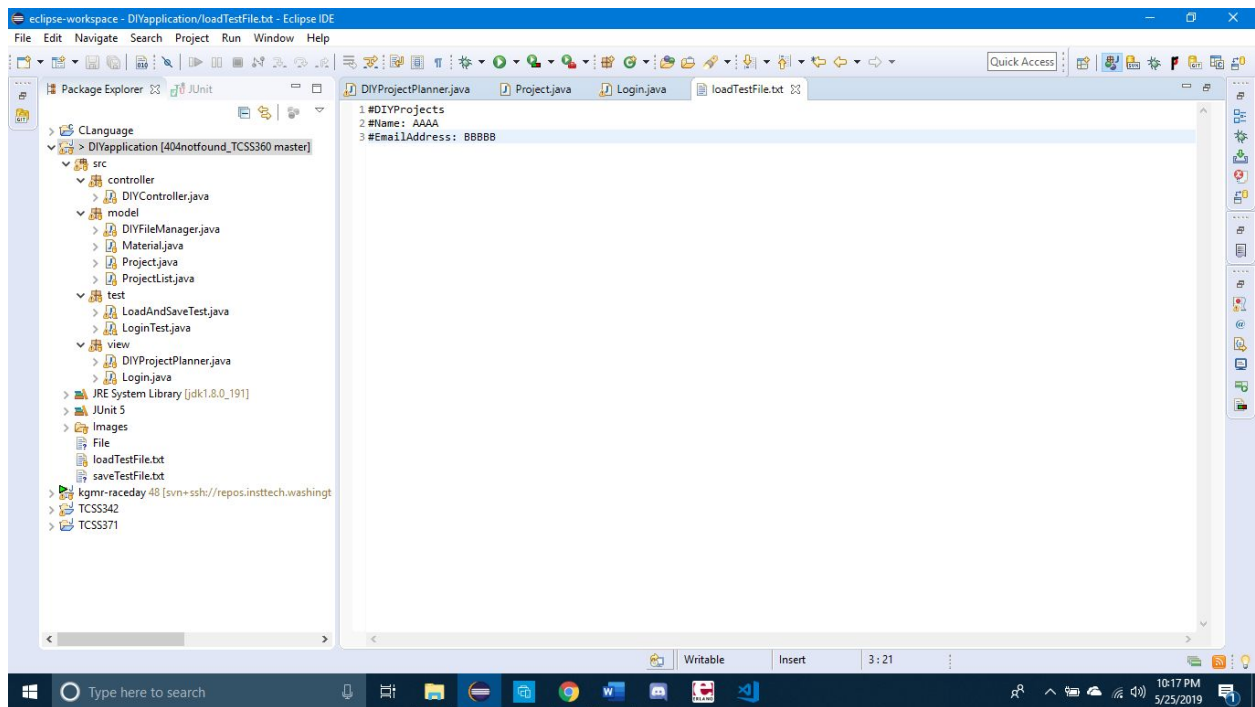 eclipse-workspace - DIYapplication/loadTestFile.txt - Eclipse IDE
File Edit Navigate Search Project Run Window Help
Quick Access
Package Explorer JUnit
DIYProjectPlanner.java Project.java Login.java loadTestFile.txt
1 #DIYProjects
2 #Name: AAAA
3 #EmailAddress: BBBBB
CLanguage
> DIYapplication [404notfound_TCSS360 master]
src
controller
DIYController.java
model
DIYFileManager.java
Material.java
Project.java
ProjectList.java
test
LoadAndSaveTest.java
LoginTest.java
view
DIYProjectPlanner.java
Login.java
JRE System Library [jdk1.8.0_191]
JUnit 5
Images
File
loadTestFile.txt
saveTestFile.txt
kgmr-raceday 48 [svn+ssh://repos.insttech.washingt
TCSS342
TCSS371
Writable Insert 3 : 21
Type here to search
10:17 PM
5/25/2019